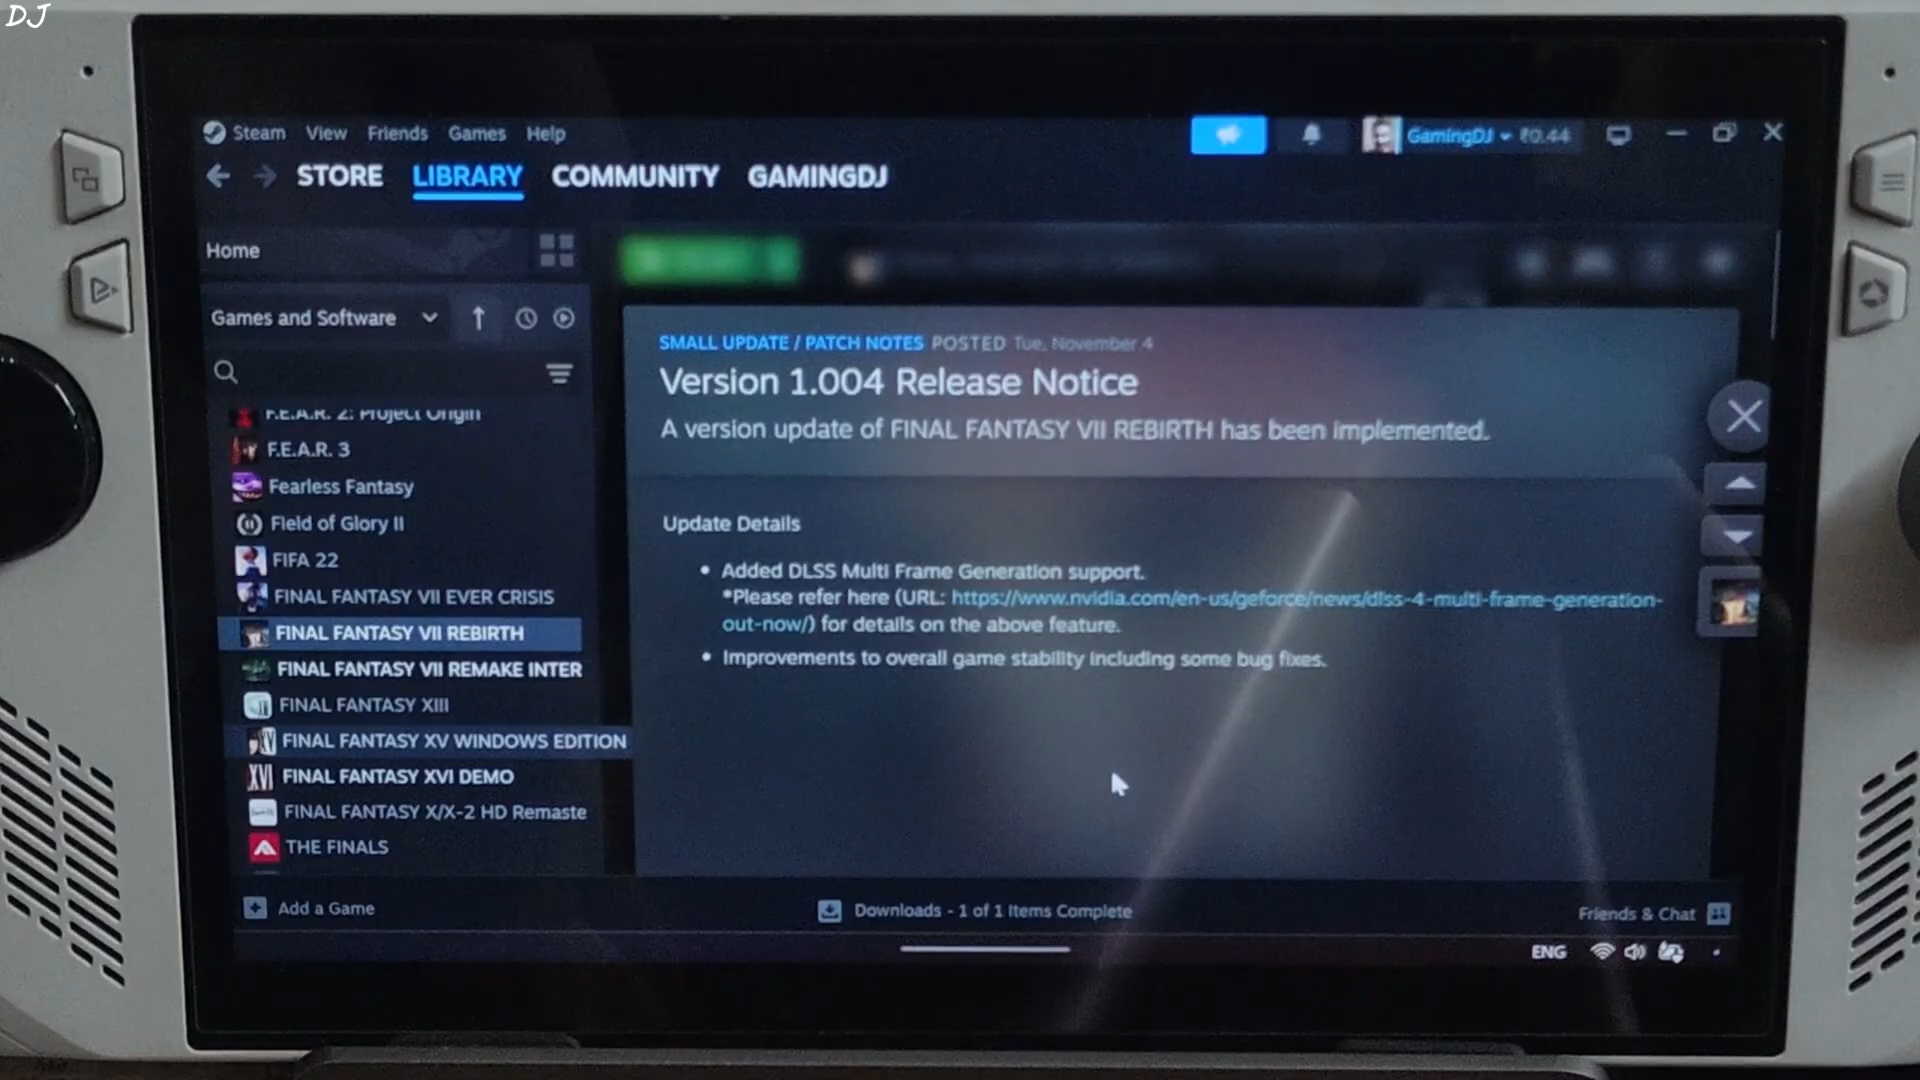 DJ
Steam View Friends Games Help
GamingDJ ₹0.44
STORE LIBRARY COMMUNITY GAMINGDJ
Home
Games and Software
SMALL UPDATE / PATCH NOTES POSTED Tue, November 4
Version 1.004 Release Notice
A version update of FINAL FANTASY VII REBIRTH has been implemented.
F.E.A.R. 2: Project Origin
F.E.A.R. 3
Fearless Fantasy
Field of Glory II
FIFA 22
FINAL FANTASY VII EVER CRISIS
FINAL FANTASY VII REBIRTH
FINAL FANTASY VII REMAKE INTER
FINAL FANTASY XIII
FINAL FANTASY XV WINDOWS EDITION
FINAL FANTASY XVI DEMO
FINAL FANTASY X/X-2 HD Remaste
THE FINALS
Update Details
• Added DLSS Multi Frame Generation support.
*Please refer here (URL: https://www.nvidia.com/en-us/geforce/news/dlss-4-multi-frame-generation-
out-now/) for details on the above feature.
• Improvements to overall game stability including some bug fixes.
Add a Game
Downloads - 1 of 1 Items Complete
Friends & Chat
ENG